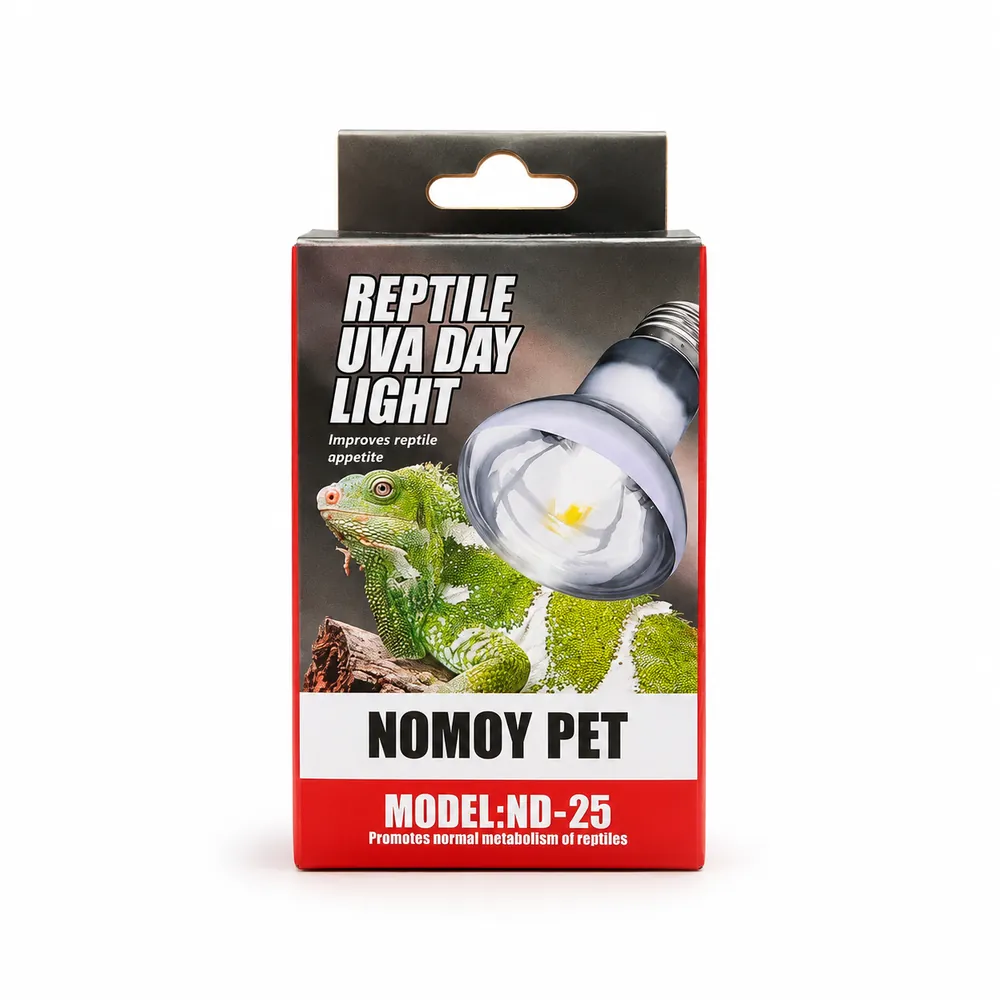 REPTILE
UVA DAY
LIGHT
Improves reptile
appetite
NOMOY PET
MODEL:ND-25
Promotes normal metabolism of reptiles